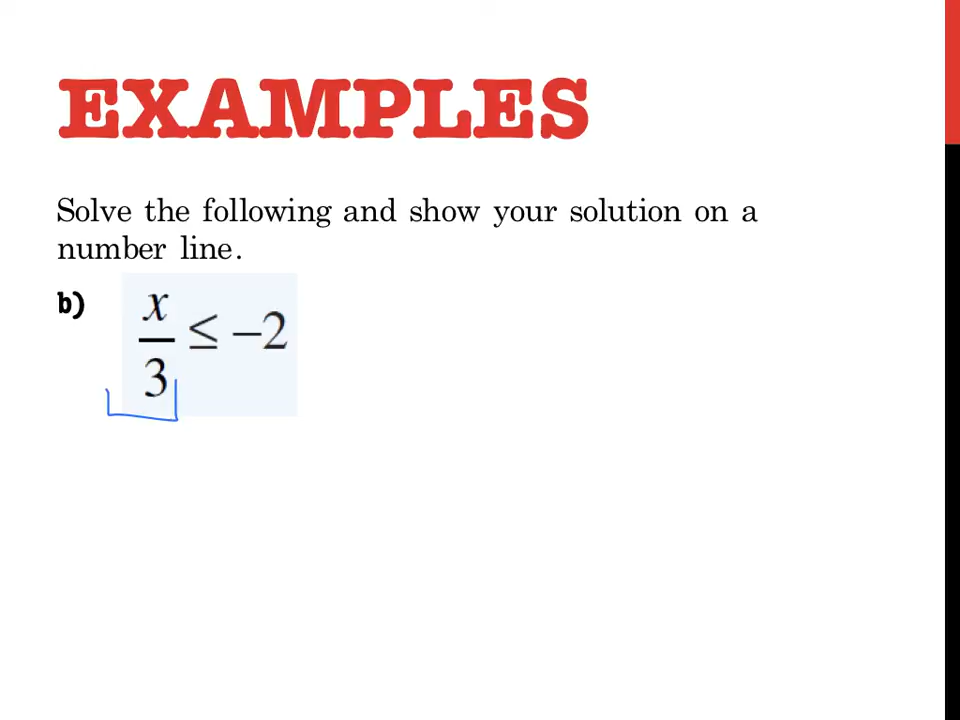 EXAMPLES
Solve the following and show your solution on a
number line.
b) x/3 ≤ −2